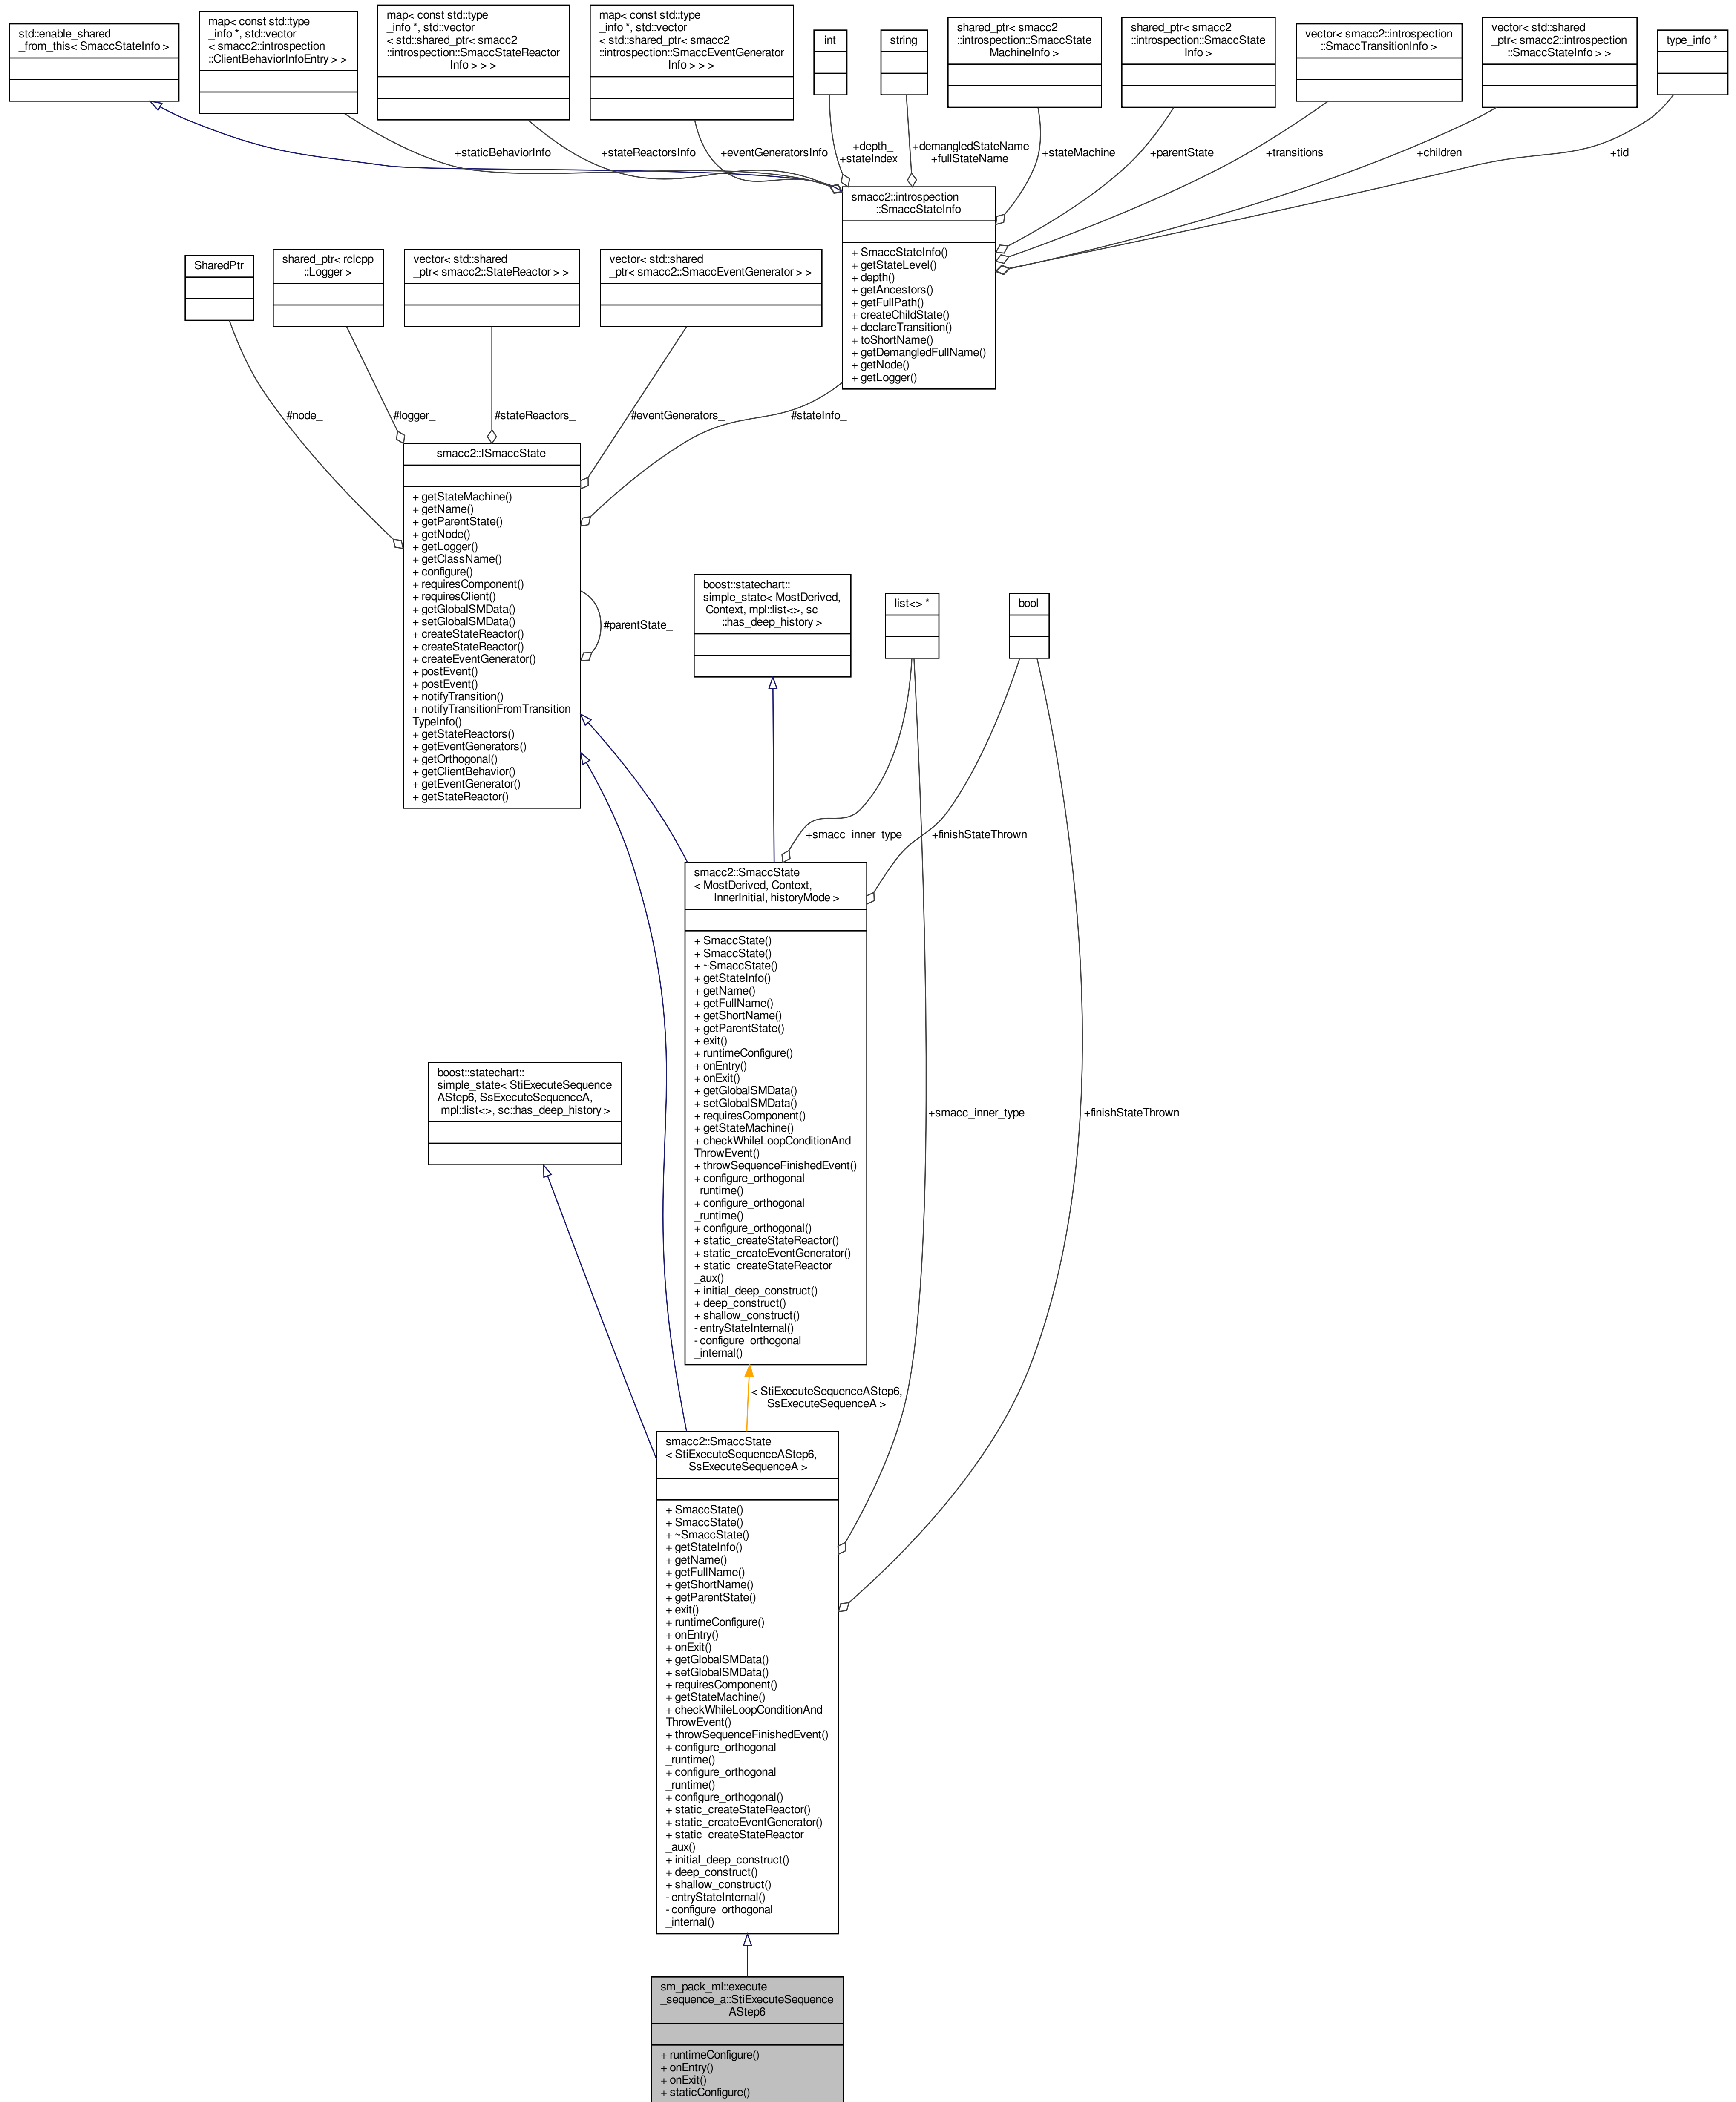 std::enable_shared
_from_this< SmaccStateInfo >
map< const std::type
_info *, std::vector
< smacc2::introspection
::ClientBehaviorInfoEntry > >
map< const std::type
_info *, std::vector
< std::shared_ptr< smacc2
::introspection::SmaccStateReactor
Info > > >
map< const std::type
_info *, std::vector
< std::shared_ptr< smacc2
::introspection::SmaccEventGenerator
Info > > >
int
string
shared_ptr< smacc2
::introspection::SmaccState
MachineInfo >
shared_ptr< smacc2
::introspection::SmaccState
Info >
vector< smacc2::introspection
::SmaccTransitionInfo >
vector< std::shared
_ptr< smacc2::introspection
::SmaccStateInfo > >
type_info *
+staticBehaviorInfo
+stateReactorsInfo
+eventGeneratorsInfo
+depth_
+stateIndex_
+demangledStateName
+fullStateName
+stateMachine_
+parentState_
+transitions_
+children_
+tid_
smacc2::introspection
::SmaccStateInfo
+ SmaccStateInfo()
+ getStateLevel()
+ depth()
+ getAncestors()
+ getFullPath()
+ createChildState()
+ declareTransition()
+ toShortName()
+ getDemangledFullName()
+ getNode()
+ getLogger()
SharedPtr
shared_ptr< rclcpp
::Logger >
vector< std::shared
_ptr< smacc2::StateReactor > >
vector< std::shared
_ptr< smacc2::SmaccEventGenerator > >
#node_
#logger_
#stateReactors_
#eventGenerators_
#stateInfo_
smacc2::ISmaccState
+ getStateMachine()
+ getName()
+ getParentState()
+ getNode()
+ getLogger()
+ getClassName()
+ configure()
+ requiresComponent()
+ requiresClient()
+ getGlobalSMData()
+ setGlobalSMData()
+ createStateReactor()
+ createStateReactor()
+ createEventGenerator()
+ postEvent()
+ postEvent()
+ notifyTransition()
+ notifyTransitionFromTransition
TypeInfo()
+ getStateReactors()
+ getEventGenerators()
+ getOrthogonal()
+ getClientBehavior()
+ getEventGenerator()
+ getStateReactor()
#parentState_
boost::statechart::
simple_state< MostDerived,
Context, mpl::list<>, sc
::has_deep_history >
list<> *
bool
+smacc_inner_type
+finishStateThrown
smacc2::SmaccState
< MostDerived, Context,
InnerInitial, historyMode >
+ SmaccState()
+ SmaccState()
+ ~SmaccState()
+ getStateInfo()
+ getName()
+ getFullName()
+ getShortName()
+ getParentState()
+ exit()
+ runtimeConfigure()
+ onEntry()
+ onExit()
+ getGlobalSMData()
+ setGlobalSMData()
+ requiresComponent()
+ getStateMachine()
+ checkWhileLoopConditionAnd
ThrowEvent()
+ throwSequenceFinishedEvent()
+ configure_orthogonal
_runtime()
+ configure_orthogonal
_runtime()
+ configure_orthogonal()
+ static_createStateReactor()
+ static_createEventGenerator()
+ static_createStateReactor
_aux()
+ initial_deep_construct()
+ deep_construct()
+ shallow_construct()
- entryStateInternal()
- configure_orthogonal
_internal()
boost::statechart::
simple_state< StiExecuteSequence
AStep6, SsExecuteSequenceA,
mpl::list<>, sc::has_deep_history >
+smacc_inner_type
+finishStateThrown
< StiExecuteSequenceAStep6,
SsExecuteSequenceA >
smacc2::SmaccState
< StiExecuteSequenceAStep6,
SsExecuteSequenceA >
+ SmaccState()
+ SmaccState()
+ ~SmaccState()
+ getStateInfo()
+ getName()
+ getFullName()
+ getShortName()
+ getParentState()
+ exit()
+ runtimeConfigure()
+ onEntry()
+ onExit()
+ getGlobalSMData()
+ setGlobalSMData()
+ requiresComponent()
+ getStateMachine()
+ checkWhileLoopConditionAnd
ThrowEvent()
+ throwSequenceFinishedEvent()
+ configure_orthogonal
_runtime()
+ configure_orthogonal
_runtime()
+ configure_orthogonal()
+ static_createStateReactor()
+ static_createEventGenerator()
+ static_createStateReactor
_aux()
+ initial_deep_construct()
+ deep_construct()
+ shallow_construct()
- entryStateInternal()
- configure_orthogonal
_internal()
sm_pack_ml::execute
_sequence_a::StiExecuteSequence
AStep6
+ runtimeConfigure()
+ onEntry()
+ onExit()
+ staticConfigure()